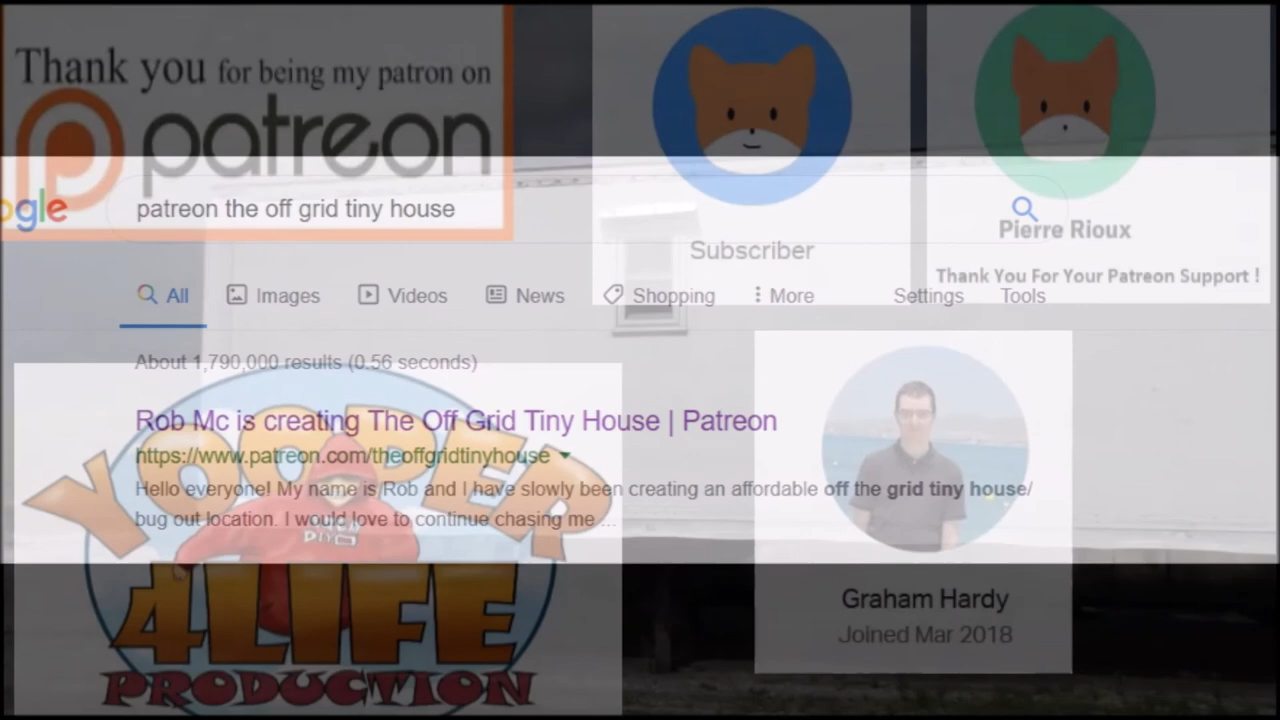 Thank you for being my patron on
patreon
ogle
patreon the off grid tiny house
Subscriber
Pierre Rioux
Thank You For Your Patreon Support !
All
Images
Videos
News
Shopping
More
Settings
Tools
About 1,790,000 results (0.56 seconds)
Rob Mc is creating The Off Grid Tiny House | Patreon
https://www.patreon.com/theoffgridtinyhouse
Hello everyone! My name is Rob and I have slowly been creating an affordable off the grid tiny house/
bug out location. I would love to continue chasing me ...
YOOPER
4LIFE
PRODUCTION
Graham Hardy
Joined Mar 2018